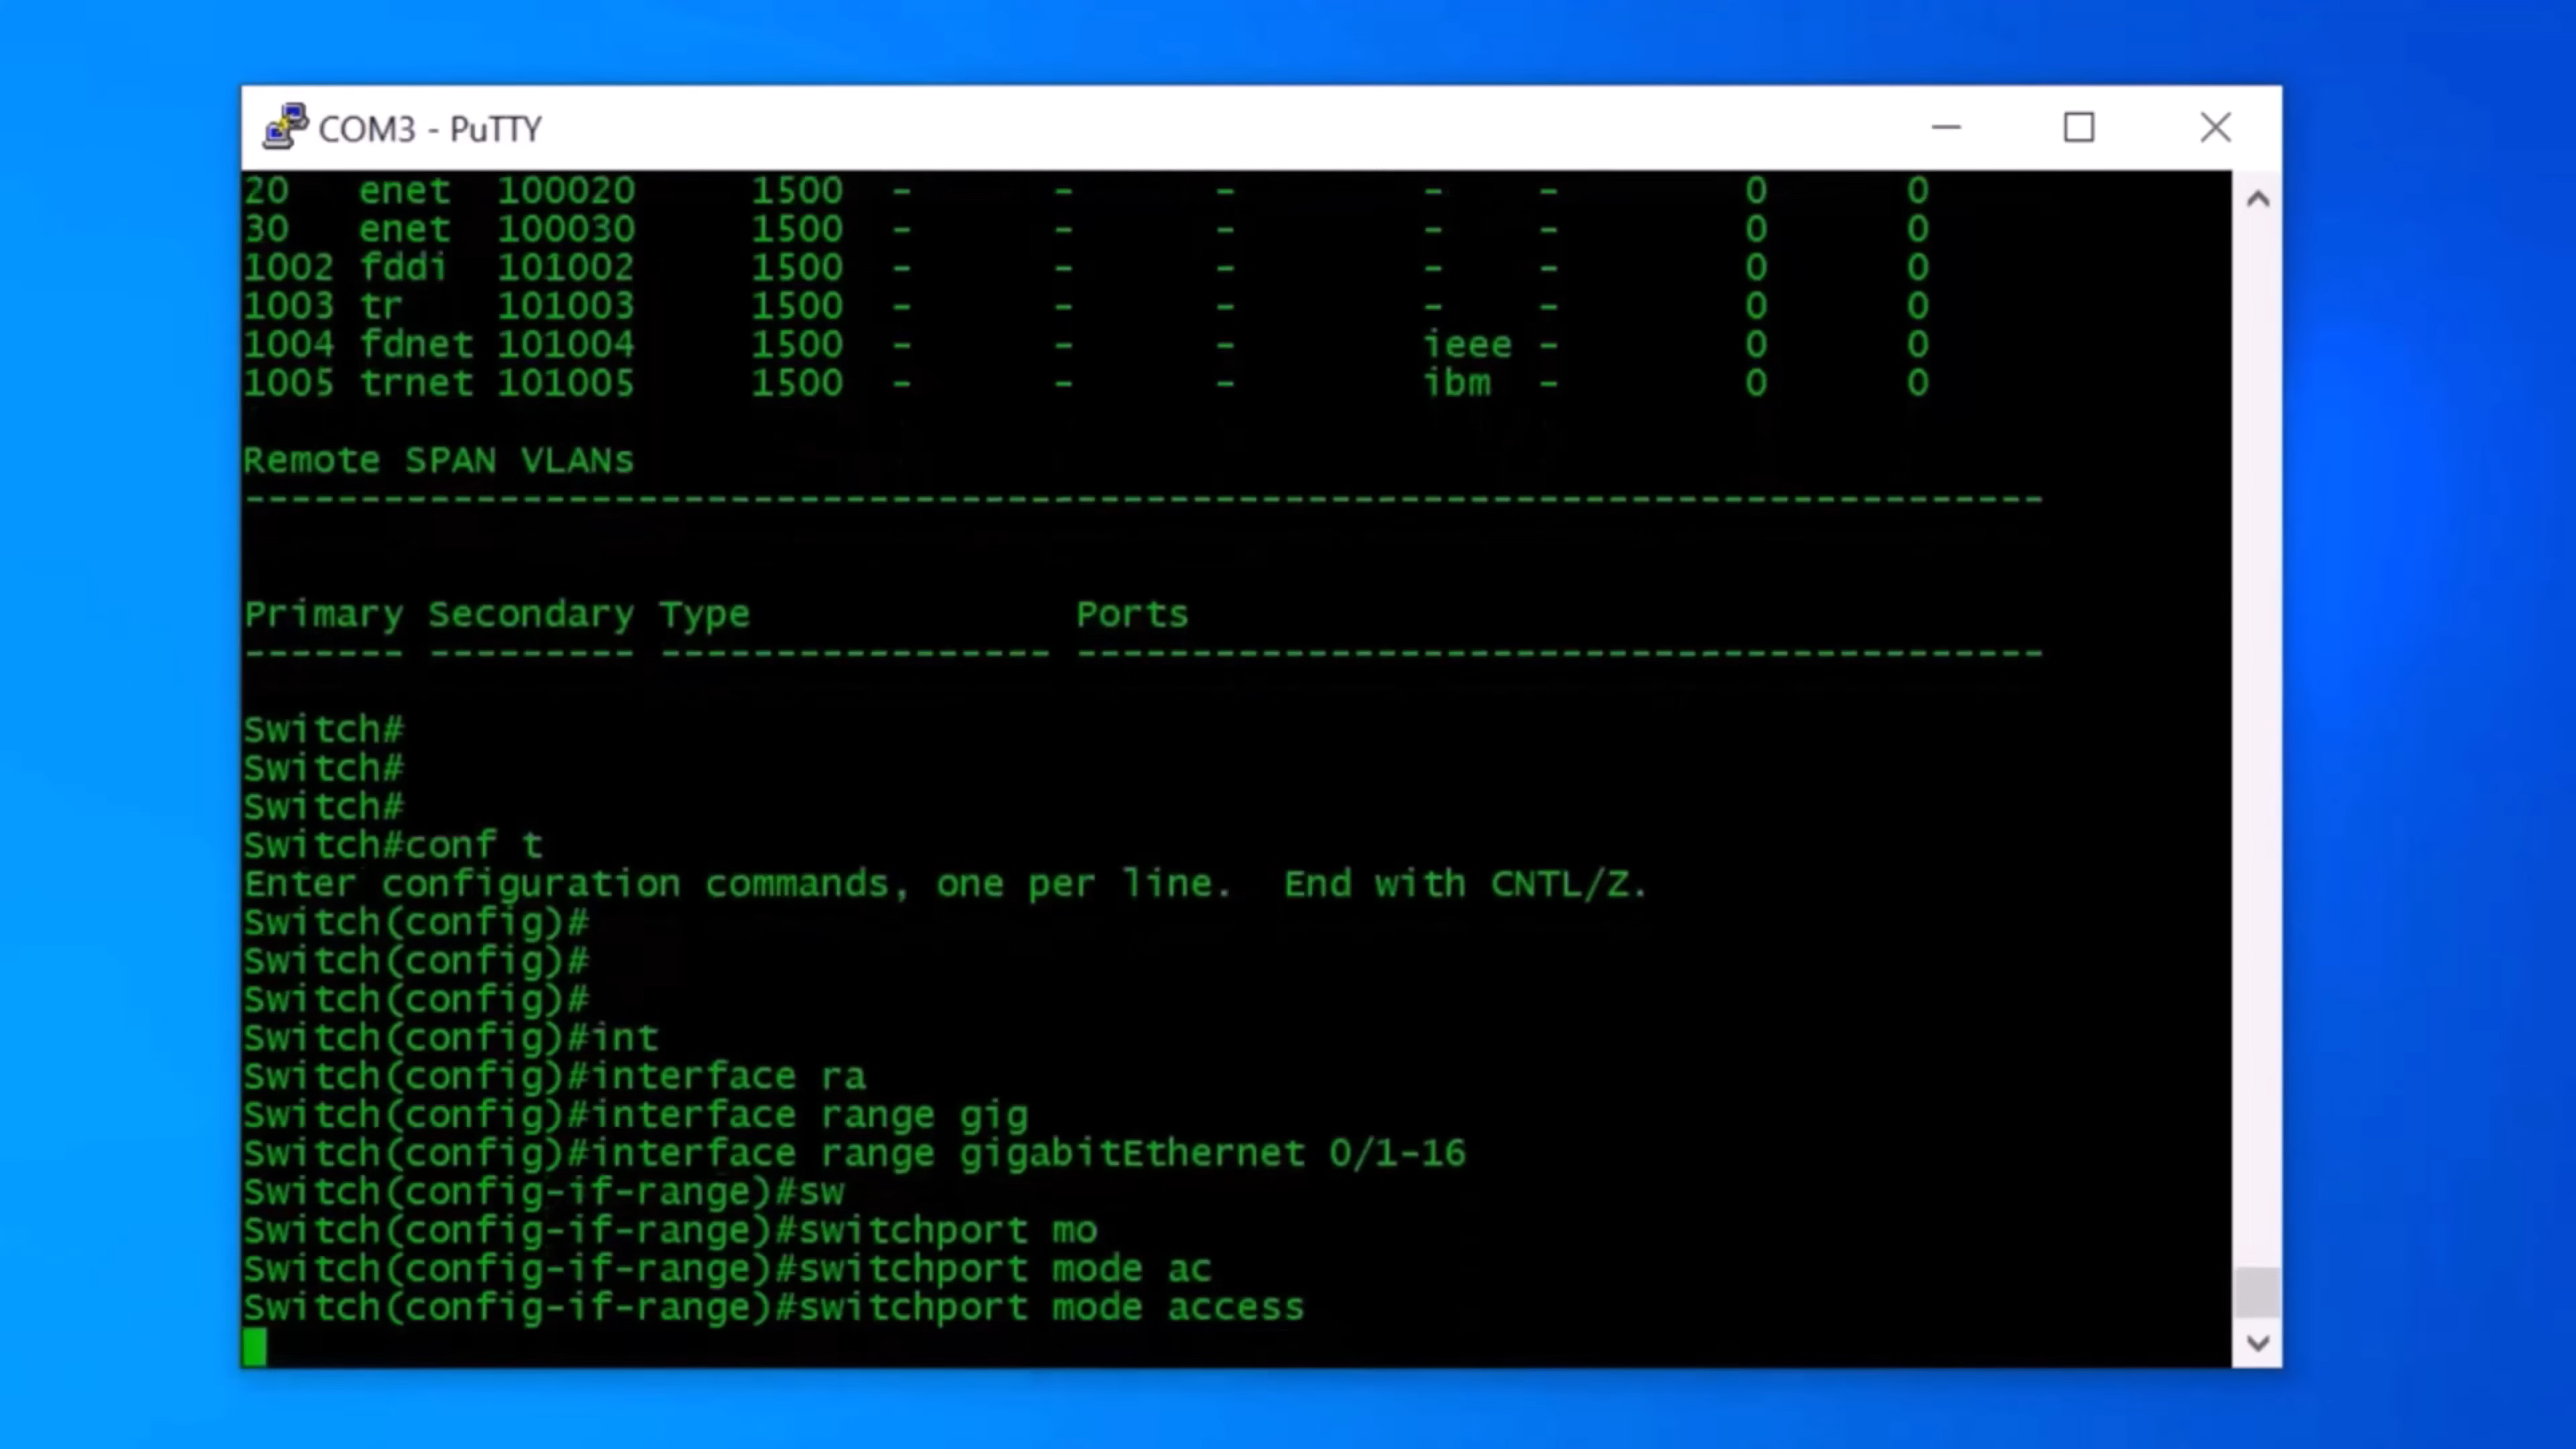 COM3 - PuTTY
20   enet  100020     1500  -      -      -        -    -        0      0
30   enet  100030     1500  -      -      -        -    -        0      0
1002 fddi  101002     1500  -      -      -        -    -        0      0
1003 tr    101003     1500  -      -      -        -    -        0      0
1004 fdnet 101004     1500  -      -      -        ieee -        0      0
1005 trnet 101005     1500  -      -      -        ibm  -        0      0
Remote SPAN VLANs
------------------------------------------------------------------------------
Primary Secondary Type              Ports
------- --------- ----------------- ------------------------------------------
Switch#
Switch#
Switch#
Switch#conf t
Enter configuration commands, one per line.  End with CNTL/Z.
Switch(config)#
Switch(config)#
Switch(config)#
Switch(config)#int
Switch(config)#interface ra
Switch(config)#interface range gig
Switch(config)#interface range gigabitEthernet 0/1-16
Switch(config-if-range)#sw
Switch(config-if-range)#switchport mo
Switch(config-if-range)#switchport mode ac
Switch(config-if-range)#switchport mode access